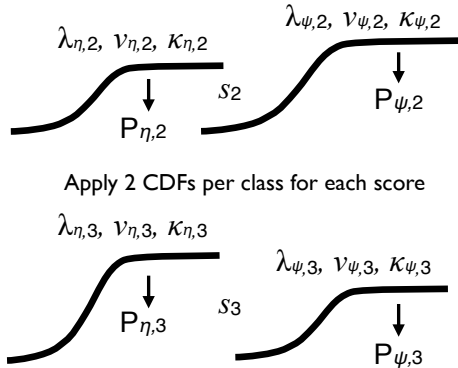 λη,2, νη,2, κη,2
λψ,2, νψ,2, κψ,2
s2
Pη,2
Pψ,2
Apply 2 CDFs per class for each score
λη,3, νη,3, κη,3
λψ,3, νψ,3, κψ,3
s3
Pη,3
Pψ,3